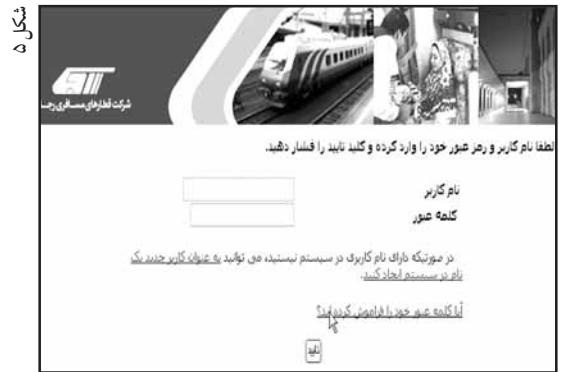 شکل ۵
شرکت قطارهای مسافری رجـا
لطفا نام کاربر و رمز عبور خود را وارد کرده و کلید تایید را فشار دهید.
نام کاربر
کلمه عبور
در صورتیکه دارای نام کاربری در سیستم نیستید، می توانید به عنوان کاربر جدید یک
نام در سیستم ایجاد کنید.
آیا کلمه عبور خود را فراموش کرده اید؟
تایید